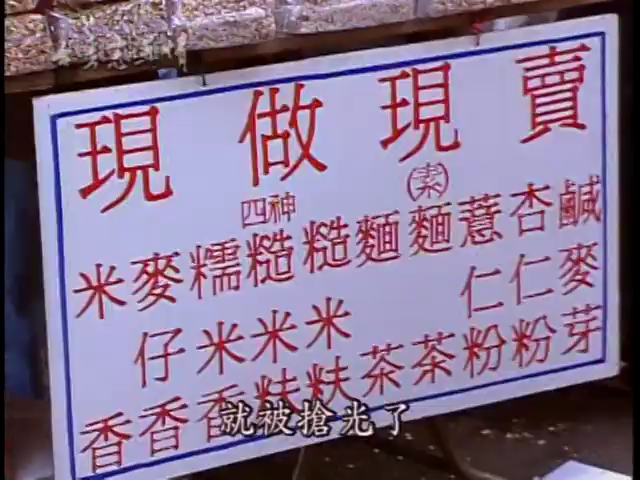 現做現賣
米香
麥仔香
糯米香
四神糙米麩
糙米麩
麵茶
素麵茶
薏仁粉
杏仁粉
鹹麥芽
就被搶光了